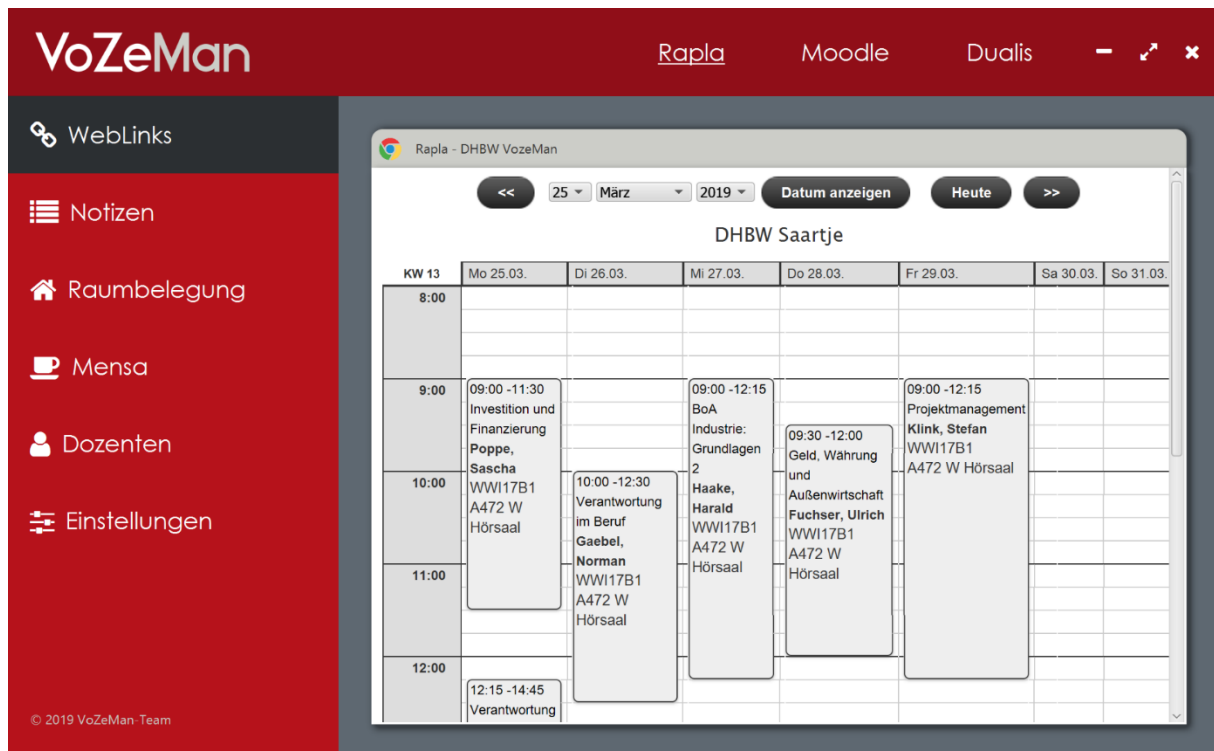 VoZeMan
Rapla Moodle Dualis
WebLinks
Notizen
Raumbelegung
Mensa
Dozenten
Einstellungen
© 2019 VoZeMan-Team
Rapla - DHBW VozeMan
<< 25 März 2019 Datum anzeigen Heute >>
DHBW Saartje
KW 13 Mo 25.03. Di 26.03. Mi 27.03. Do 28.03. Fr 29.03. Sa 30.03. So 31.03.
8:00
9:00
10:00
11:00
12:00
09:00 -11:30
Investition und
Finanzierung
Poppe,
Sascha
WWI17B1
A472 W
Hörsaal
12:15 -14:45
Verantwortung
10:00 -12:30
Verantwortung
im Beruf
Gaebel,
Norman
WWI17B1
A472 W
Hörsaal
09:00 -12:15
BoA
Industrie:
Grundlagen
2
Haake,
Harald
WWI17B1
A472 W
Hörsaal
09:30 -12:00
Geld, Währung
und
Außenwirtschaft
Fuchser, Ulrich
WWI17B1
A472 W
Hörsaal
09:00 -12:15
Projektmanagement
Klink, Stefan
WWI17B1
A472 W Hörsaal